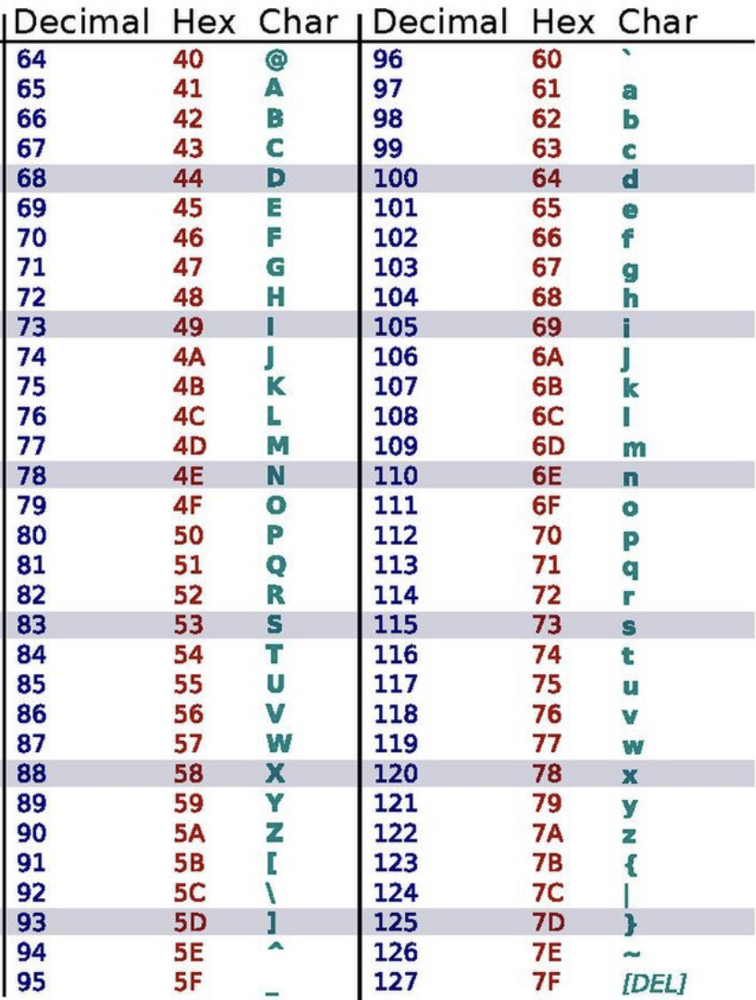 Decimal Hex Char Decimal Hex Char
64 40 @ 96 60 `
65 41 A 97 61 a
66 42 B 98 62 b
67 43 C 99 63 c
68 44 D 100 64 d
69 45 E 101 65 e
70 46 F 102 66 f
71 47 G 103 67 g
72 48 H 104 68 h
73 49 I 105 69 i
74 4A J 106 6A j
75 4B K 107 6B k
76 4C L 108 6C l
77 4D M 109 6D m
78 4E N 110 6E n
79 4F O 111 6F o
80 50 P 112 70 p
81 51 Q 113 71 q
82 52 R 114 72 r
83 53 S 115 73 s
84 54 T 116 74 t
85 55 U 117 75 u
86 56 V 118 76 v
87 57 W 119 77 w
88 58 X 120 78 x
89 59 Y 121 79 y
90 5A Z 122 7A z
91 5B [ 123 7B {
92 5C \ 124 7C |
93 5D ] 125 7D }
94 5E ^ 126 7E ~
95 5F _ 127 7F [DEL]